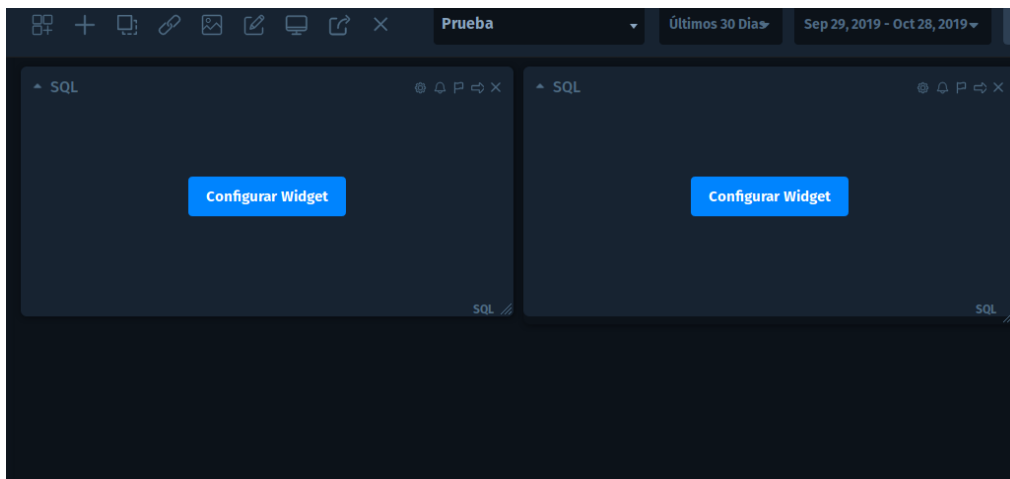 Prueba Últimos 30 Dias Sep 29, 2019 - Oct 28, 2019
SQL
Configurar Widget
SQL
SQL
Configurar Widget
SQL